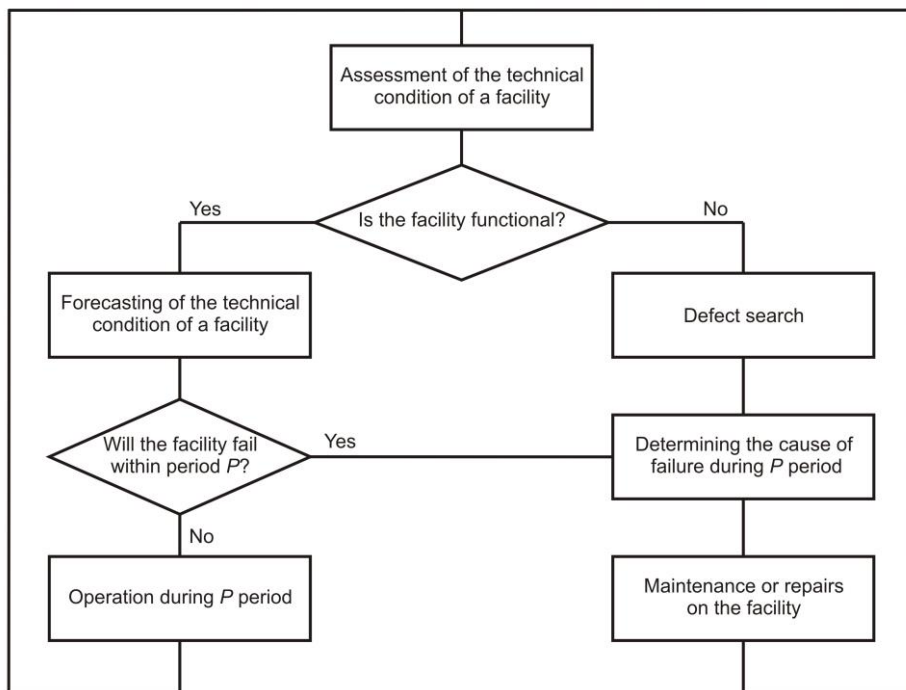 Assessment of the technical
condition of a facility
Is the facility functional?
Yes
No
Forecasting of the technical
condition of a facility
Defect search
Will the facility fail
within period P?
Yes
Determining the cause of
failure during P period
No
Operation during P period
Maintenance or repairs
on the facility